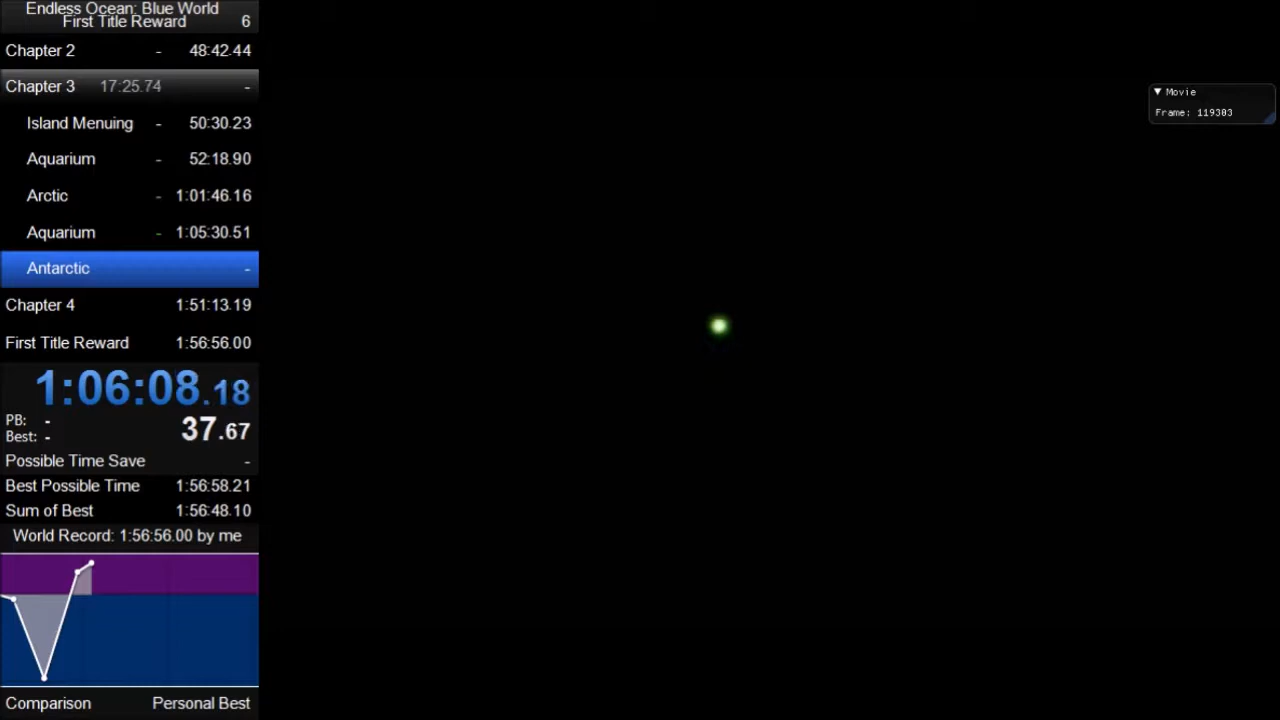 Endless Ocean: Blue World
First Title Reward 6
Chapter 2 - 48:42.44
Chapter 3 17:25.74 -
Island Menuing - 50:30.23
Aquarium - 52:18.90
Arctic - 1:01:46.16
Aquarium - 1:05:30.51
Antarctic -
Chapter 4 1:51:13.19
First Title Reward 1:56:56.00
1:06:08.18
PB: -
Best: - 37.67
Possible Time Save -
Best Possible Time 1:56:58.21
Sum of Best 1:56:48.10
World Record: 1:56:56.00 by me
Comparison Personal Best
▼ Movie
Frame: 119303